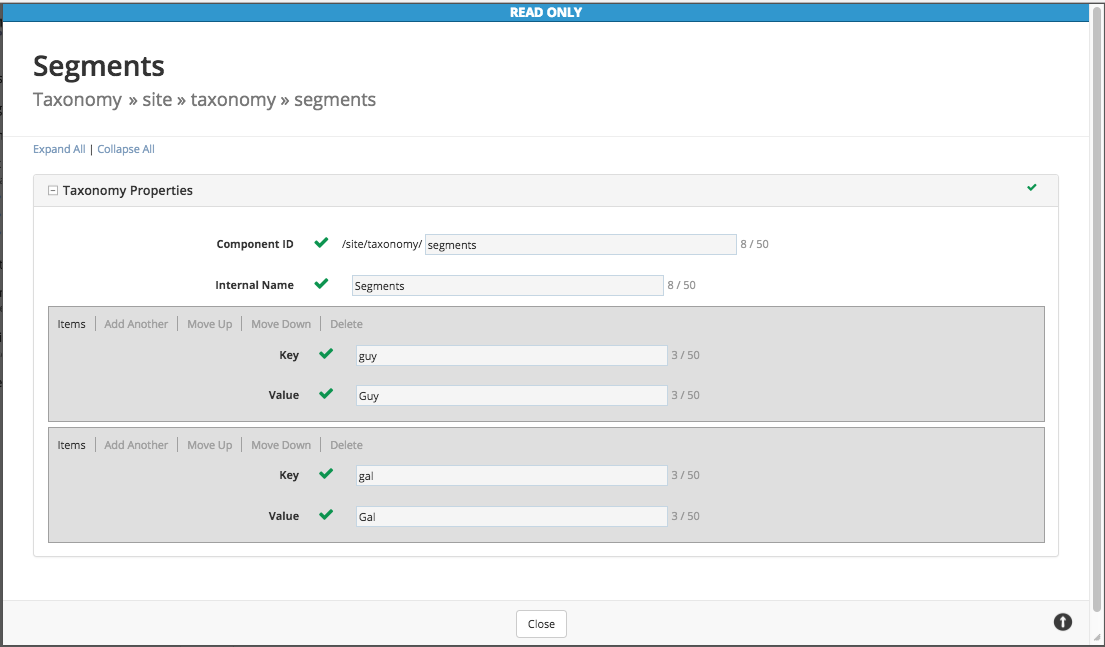 READ ONLY
Segments
Taxonomy » site » taxonomy » segments
Expand All | Collapse All
Taxonomy Properties
Component ID /site/taxonomy/ segments 8 / 50
Internal Name Segments 8 / 50
Items Add Another Move Up Move Down Delete
Key guy 3 / 50
Value Guy 3 / 50
Items Add Another Move Up Move Down Delete
Key gal 3 / 50
Value Gal 3 / 50
Close